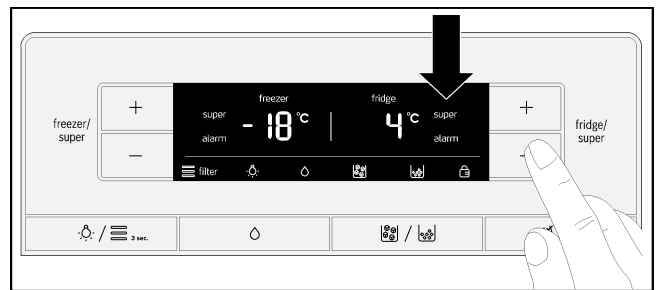 freezer
fridge
super
- 18 °C
4 °C
super
alarm
alarm
filter
freezer/
super
+
−
+
−
fridge/
super
/ 3 sec.
/